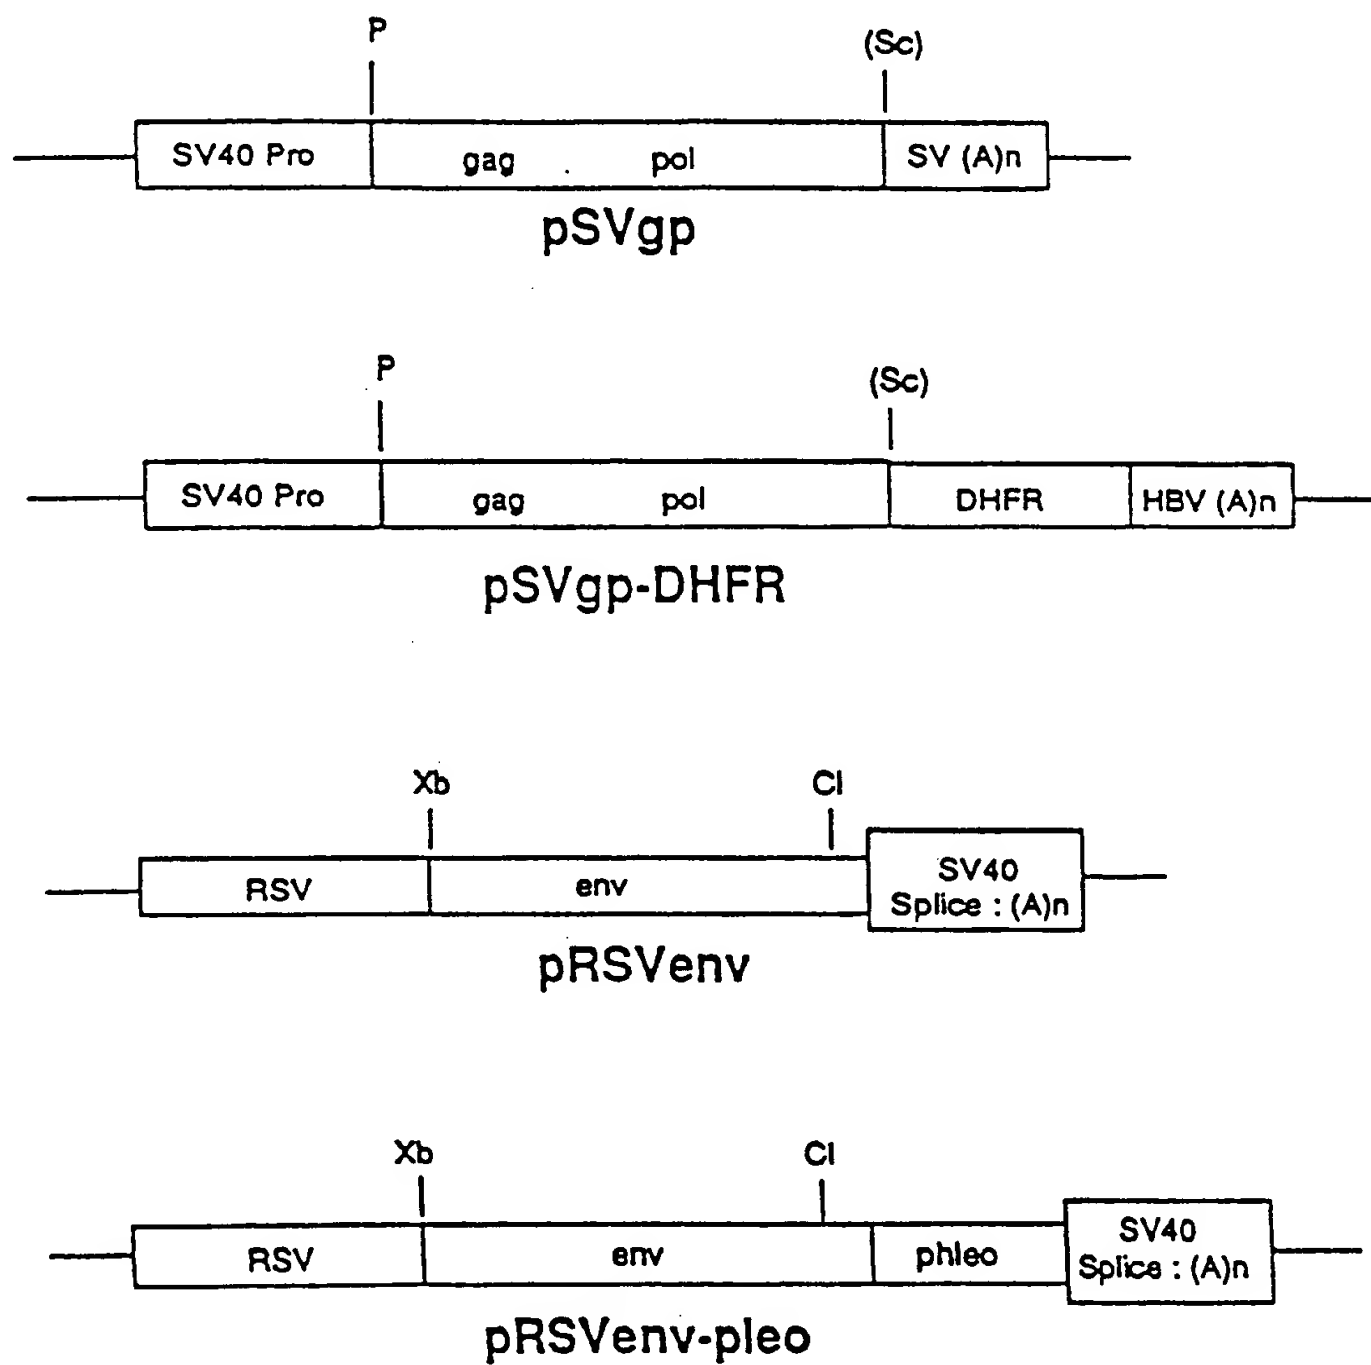 P
(Sc)
SV40 Pro gag pol SV (A)n
pSVgp
P
(Sc)
SV40 Pro gag pol DHFR HBV (A)n
pSVgp-DHFR
Xb Cl
RSV env SV40
Splice : (A)n
pRSVenv
Xb Cl
RSV env phleo SV40
Splice : (A)n
pRSVenv-pleo